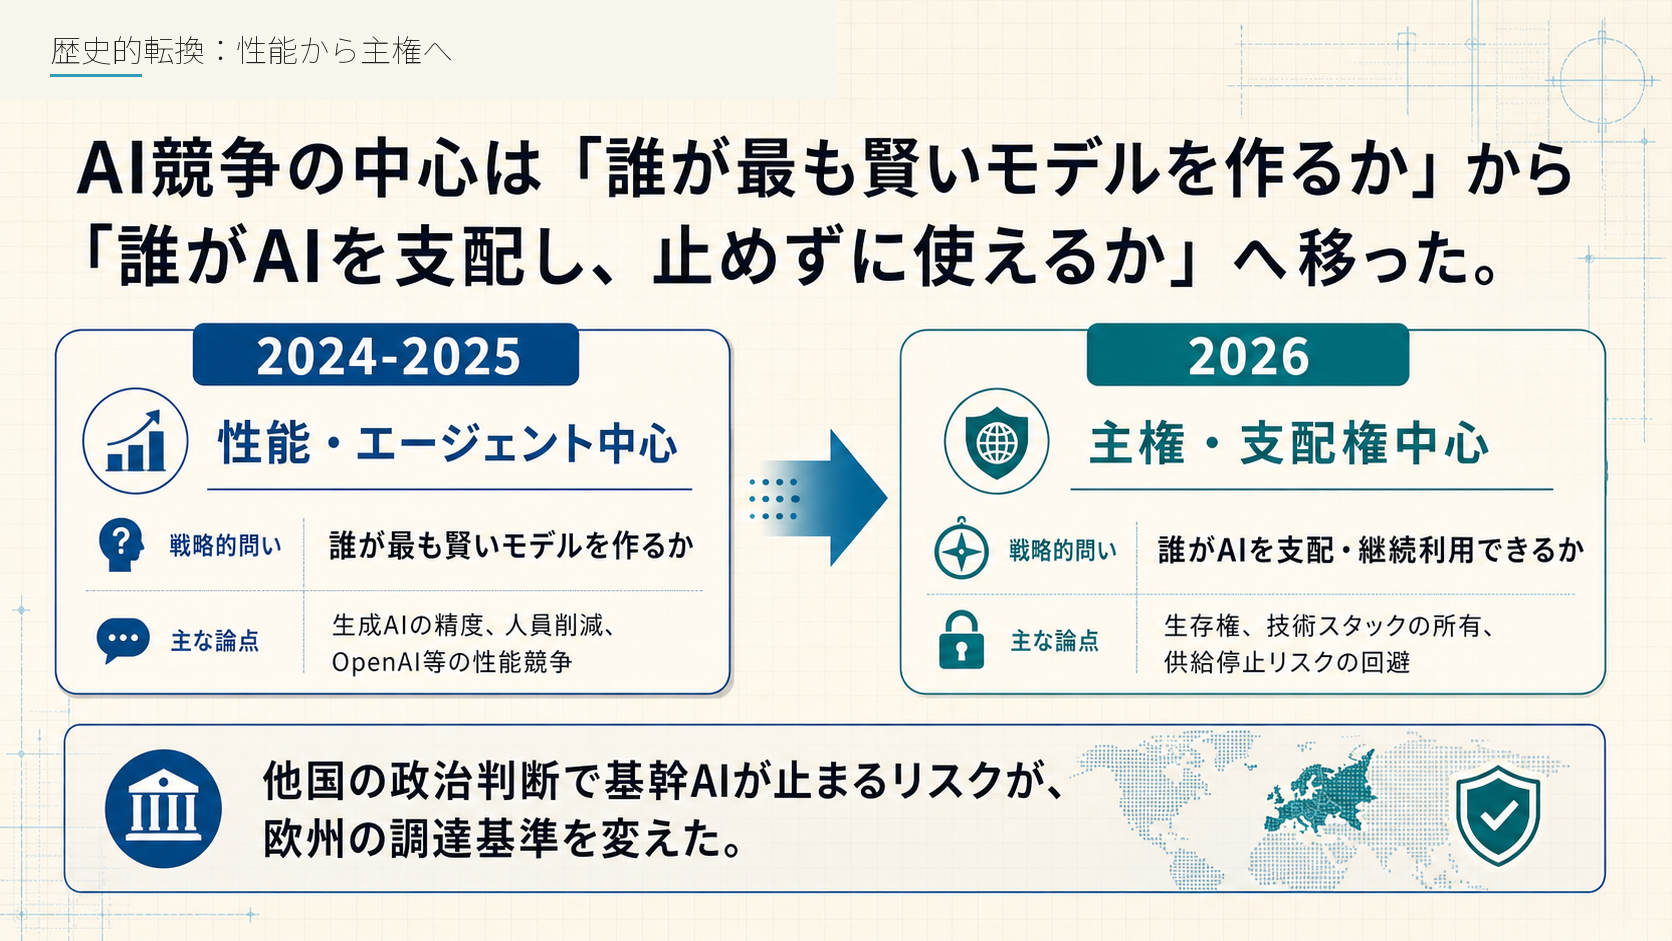 歴史的転換：性能から主権へ
AI競争の中心は「誰が最も賢いモデルを作るか」から
「誰がAIを支配し、止めずに使えるか」へ移った。
2024-2025
性能・エージェント中心
戦略的問い
誰が最も賢いモデルを作るか
主な論点
生成AIの精度、人員削減、
OpenAI等の性能競争
2026
主権・支配権中心
戦略的問い
誰がAIを支配・継続利用できるか
主な論点
生存権、技術スタックの所有、
供給停止リスクの回避
他国の政治判断で基幹AIが止まるリスクが、
欧州の調達基準を変えた。